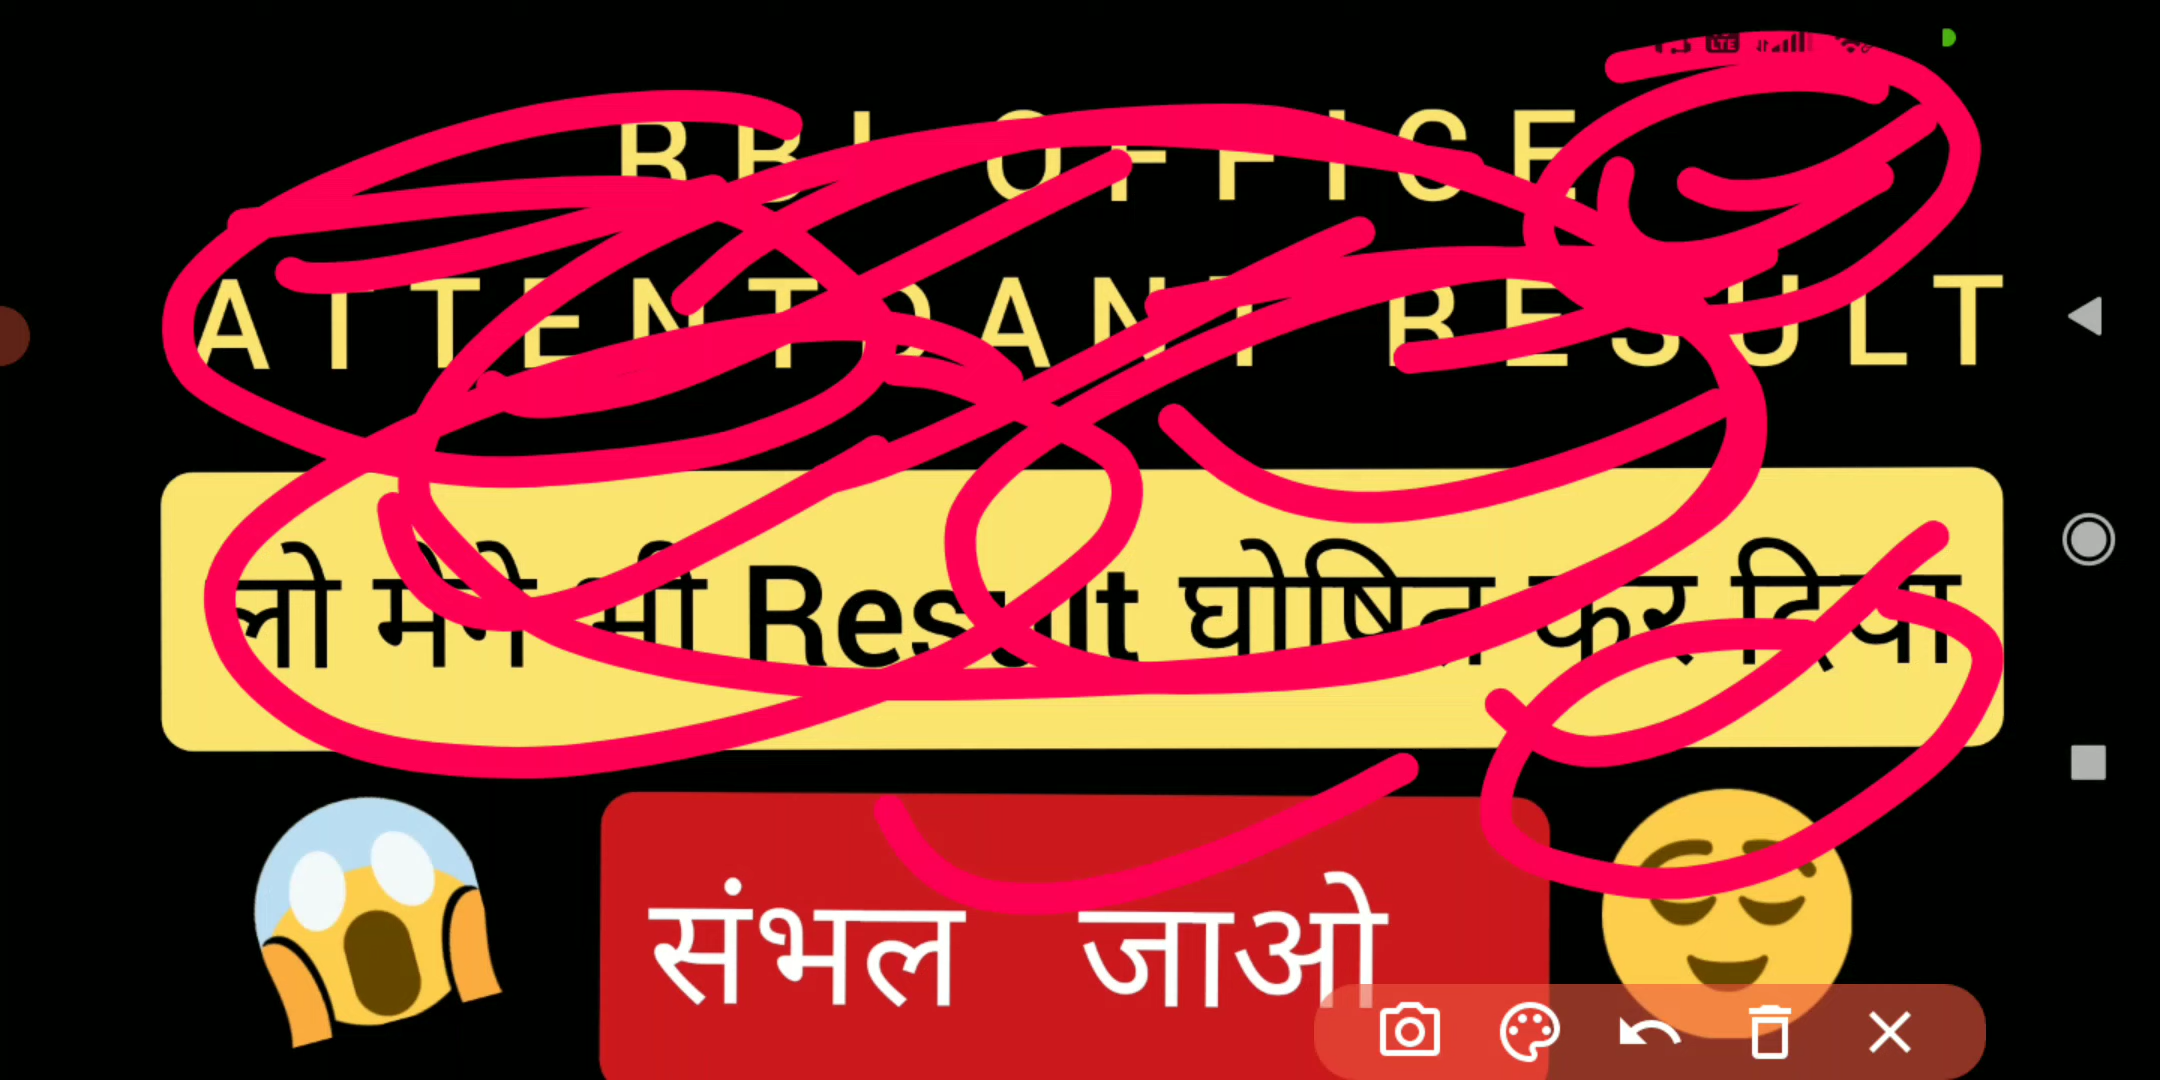 RBI OFFICE
ATTENDANT RESULT
लो मैने भी Result घोषित कर दिया
संभल जाओ